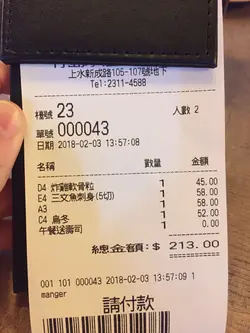 上水新成路105-107號地下
Tel:2311-4588
檯號 23 人數 2
單號 000043
日期 2018-02-03 13:57:08
名稱 數量 金額
D4 炸雞軟骨粒 1 45.00
E4 三文魚刺身(5切) 1 58.00
A3 1 58.00
C4 烏冬 1 52.00
午餐送壽司 1 0.00
總金額: $ 213.00
001 101 000043 2018-02-03 13:57:09 1
manger
請付款